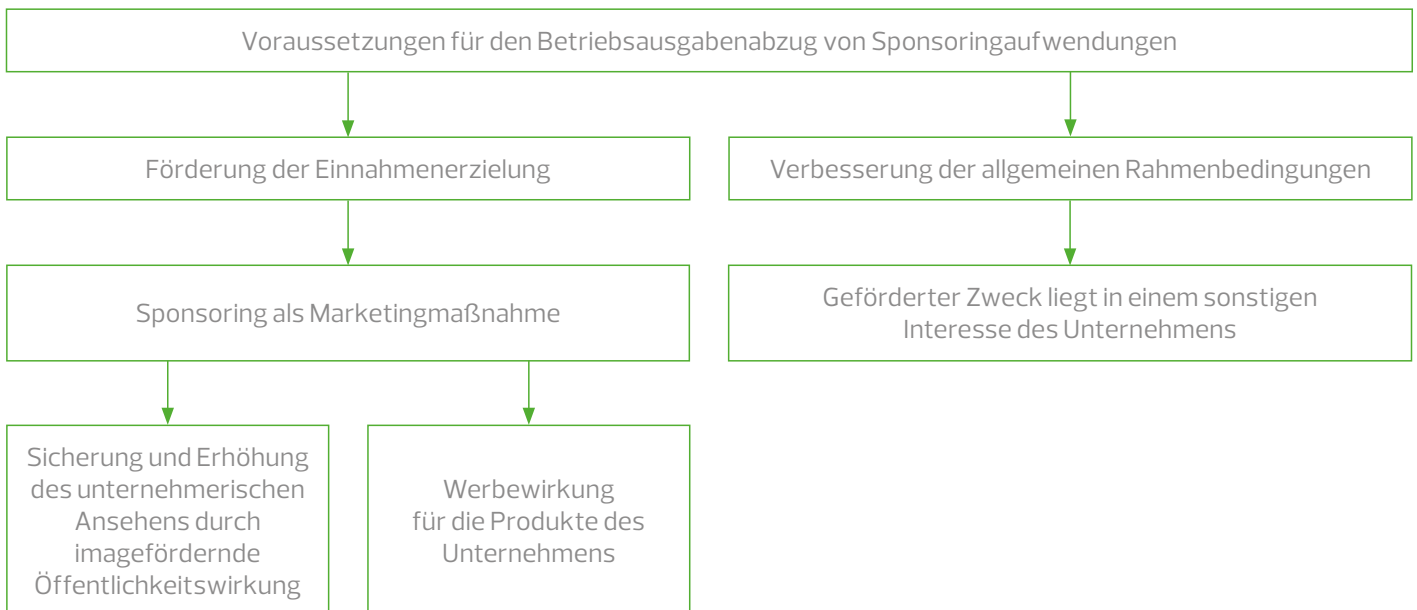 Voraussetzungen für den Betriebsausgabenabzug von Sponsoringaufwendungen
Förderung der Einnahmenerzielung
Verbesserung der allgemeinen Rahmenbedingungen
Sponsoring als Marketingmaßnahme
Geförderter Zweck liegt in einem sonstigen
Interesse des Unternehmens
Sicherung und Erhöhung
des unternehmerischen
Ansehens durch
imagefördernde
Öffentlichkeitswirkung
Werbewirkung
für die Produkte des
Unternehmens